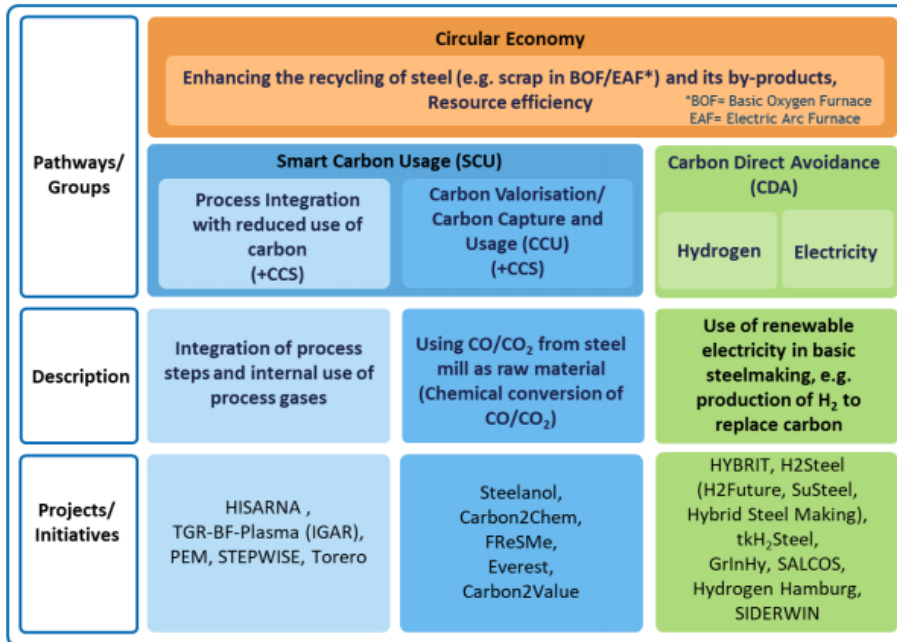 Circular Economy
Enhancing the recycling of steel (e.g. scrap in BOF/EAF*) and its by-products,
Resource efficiency
*BOF= Basic Oxygen Furnace
EAF= Electric Arc Furnace
Pathways/
Groups
Smart Carbon Usage (SCU)
Process Integration
with reduced use of
carbon
(+CCS)
Carbon Valorisation/
Carbon Capture and
Usage (CCU)
(+CCS)
Carbon Direct Avoidance
(CDA)
Hydrogen
Electricity
Description
Integration of process
steps and internal use of
process gases
Using CO/CO₂ from steel
mill as raw material
(Chemical conversion of
CO/CO₂)
Use of renewable
electricity in basic
steelmaking, e.g.
production of H₂ to
replace carbon
Projects/
Initiatives
HISARNA ,
TGR-BF-Plasma (IGAR),
PEM, STEPWISE, Torero
Steelanol,
Carbon2Chem,
FReSMe,
Everest,
Carbon2Value
HYBRIT, H2Steel
(H2Future, SuSteel,
Hybrid Steel Making),
tkH₂Steel,
GrInHy, SALCOS,
Hydrogen Hamburg,
SIDERWIN